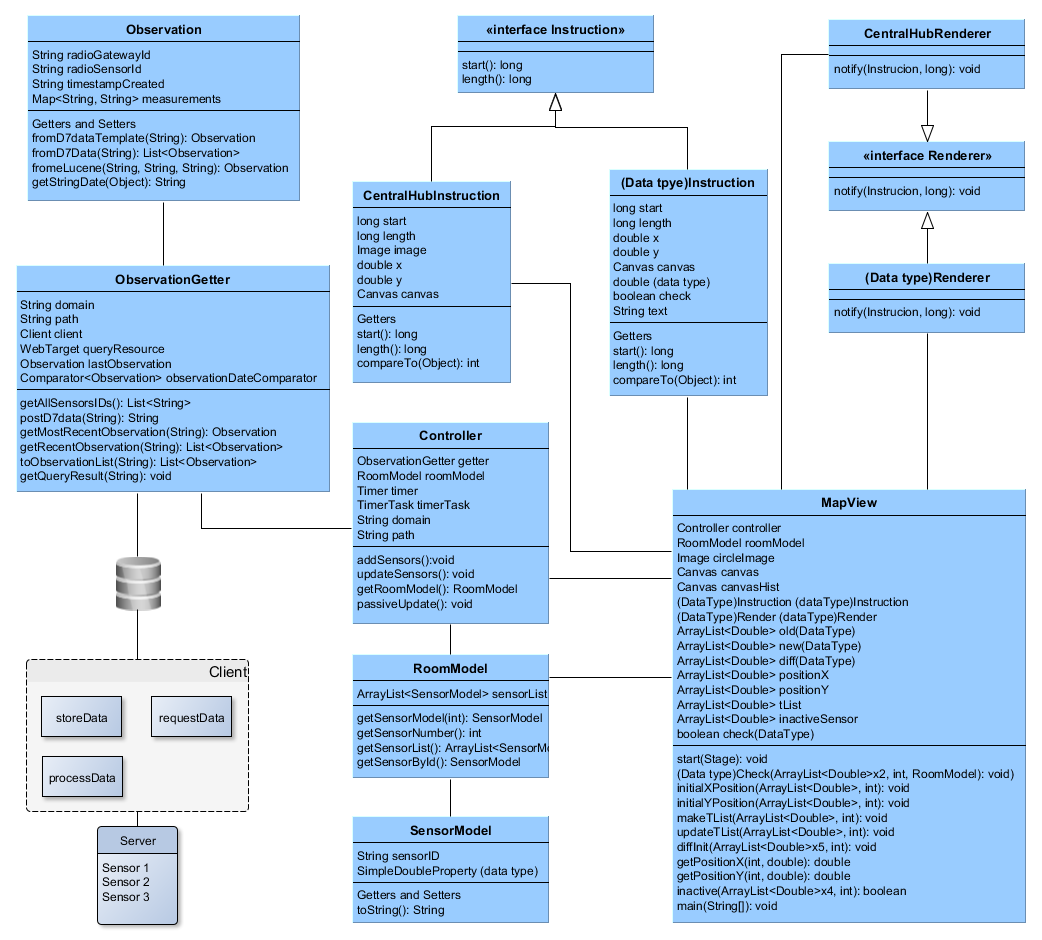 Observation
String radioGatewayId
String radioSensorId
String timestampCreated
Map<String, String> measurements
Getters and Setters
fromD7dataTemplate(String): Observation
fromD7Data(String): List<Observation>
fromeLucene(String, String, String): Observation
getStringDate(Object): String
«interface Instruction»
start(): long
length(): long
CentralHubRenderer
notify(Instrucion, long): void
«interface Renderer»
notify(Instrucion, long): void
(Data type)Renderer
notify(Instrucion, long): void
CentralHubInstruction
long start
long length
Image image
double x
double y
Canvas canvas
Getters
start(): long
length(): long
compareTo(Object): int
(Data tpye)Instruction
long start
long length
double x
double y
Canvas canvas
double (data type)
boolean check
String text
Getters
start(): long
length(): long
compareTo(Object): int
ObservationGetter
String domain
String path
Client client
WebTarget queryResource
Observation lastObservation
Comparator<Observation> observationDateComparator
getAllSensorsIDs(): List<String>
postD7data(String): String
getMostRecentObservation(String): Observation
getRecentObservation(String): List<Observation>
toObservationList(String): List<Observation>
getQueryResult(String): void
Controller
ObservationGetter getter
RoomModel roomModel
Timer timer
TimerTask timerTask
String domain
String path
addSensors():void
updateSensors(): void
getRoomModel(): RoomModel
passiveUpdate(): void
RoomModel
ArrayList<SensorModel> sensorList
getSensorModel(int): SensorModel
getSensorNumber(): int
getSensorList(): ArrayList<SensorMo
getSensorById(): SensorModel
SensorModel
String sensorID
SimpleDoubleProperty (data type)
Getters and Setters
toString(): String
MapView
Controller controller
RoomModel roomModel
Image circleImage
Canvas canvas
Canvas canvasHist
(DataType)Instruction (dataType)Instruction
(DataType)Render (dataType)Render
ArrayList<Double> old(DataType)
ArrayList<Double> new(DataType)
ArrayList<Double> diff(DataType)
ArrayList<Double> positionX
ArrayList<Double> positionY
ArrayList<Double> tList
ArrayList<Double> inactiveSensor
boolean check(DataType)
start(Stage): void
(Data type)Check(ArrayList<Double>x2, int, RoomModel): void)
initialXPosition(ArrayList<Double>, int): void
initialYPosition(ArrayList<Double>, int): void
makeTList(ArrayList<Double>, int): void
updateTList(ArrayList<Double>, int): void
diffInit(ArrayList<Double>x5, int): void
getPositionX(int, double): double
getPositionY(int, double): double
inactive(ArrayList<Double>x4, int): boolean
main(String[]): void
Client
storeData
requestData
processData
Server
Sensor 1
Sensor 2
Sensor 3